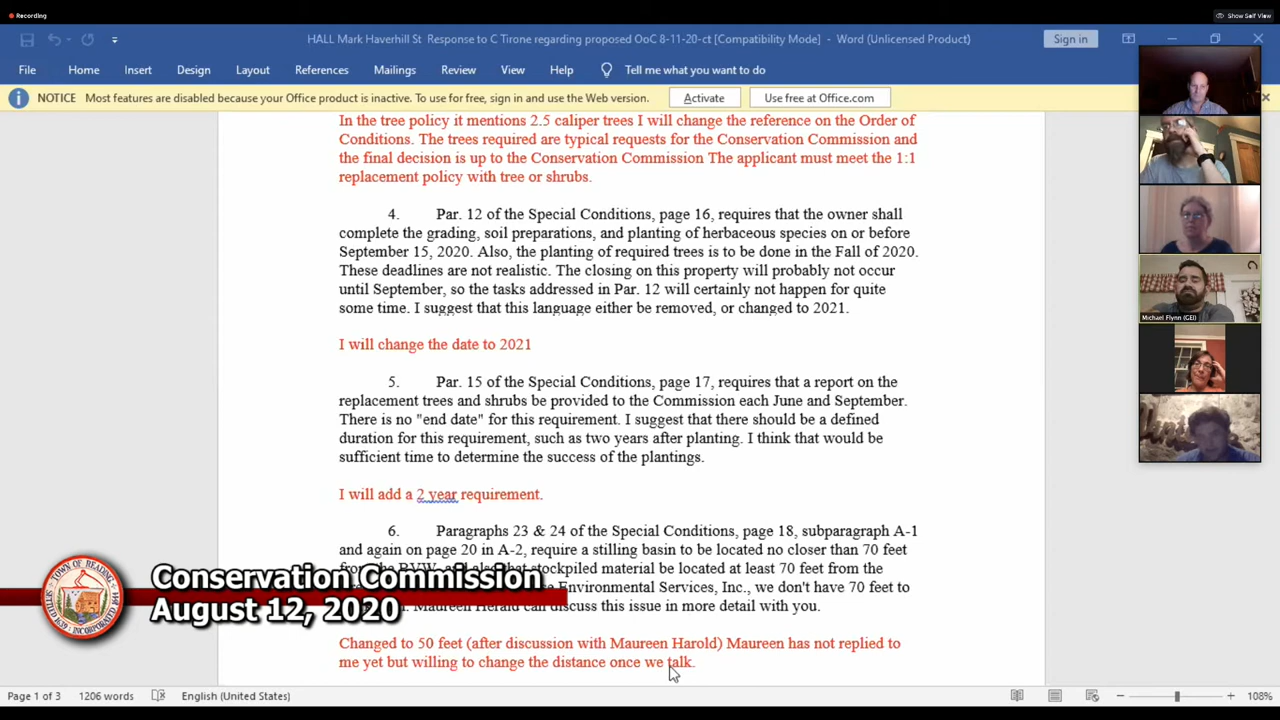 Recording
Show Self View
HALL Mark Haverhill St Response to C Tirone regarding proposed OoC 8-11-20-ct [Compatibility Mode] - Word (Unlicensed Product)
Sign in
File Home Insert Design Layout References Mailings Review View Help Tell me what you want to do
NOTICE Most features are disabled because your Office product is inactive. To use for free, sign in and use the Web version. Activate Use free at Office.com
In the tree policy it mentions 2.5 caliper trees I will change the reference on the Order of
Conditions. The trees required are typical requests for the Conservation Commission and
the final decision is up to the Conservation Commission The applicant must meet the 1:1
replacement policy with tree or shrubs.
4. Par. 12 of the Special Conditions, page 16, requires that the owner shall
complete the grading, soil preparations, and planting of herbaceous species on or before
September 15, 2020. Also, the planting of required trees is to be done in the Fall of 2020.
These deadlines are not realistic. The closing on this property will probably not occur
until September, so the tasks addressed in Par. 12 will certainly not happen for quite
some time. I suggest that this language either be removed, or changed to 2021.
I will change the date to 2021
5. Par. 15 of the Special Conditions, page 17, requires that a report on the
replacement trees and shrubs be provided to the Commission each June and September.
There is no "end date" for this requirement. I suggest that there should be a defined
duration for this requirement, such as two years after planting. I think that would be
sufficient time to determine the success of the plantings.
I will add a 2 year requirement.
6. Paragraphs 23 & 24 of the Special Conditions, page 18, subparagraph A-1
and again on page 20 in A-2, require a stilling basin to be located no closer than 70 feet
from the BVW, and also that stockpiled material be located at least 70 feet from the
Environmental Services, Inc., we don't have 70 feet to
Maureen Herald can discuss this issue in more detail with you.
Changed to 50 feet (after discussion with Maureen Harold) Maureen has not replied to
me yet but willing to change the distance once we talk.
Michael Flynn (GEI)
TOWN OF READING
Conservation Commission
August 12, 2020
Page 1 of 3 1206 words English (United States) 108%